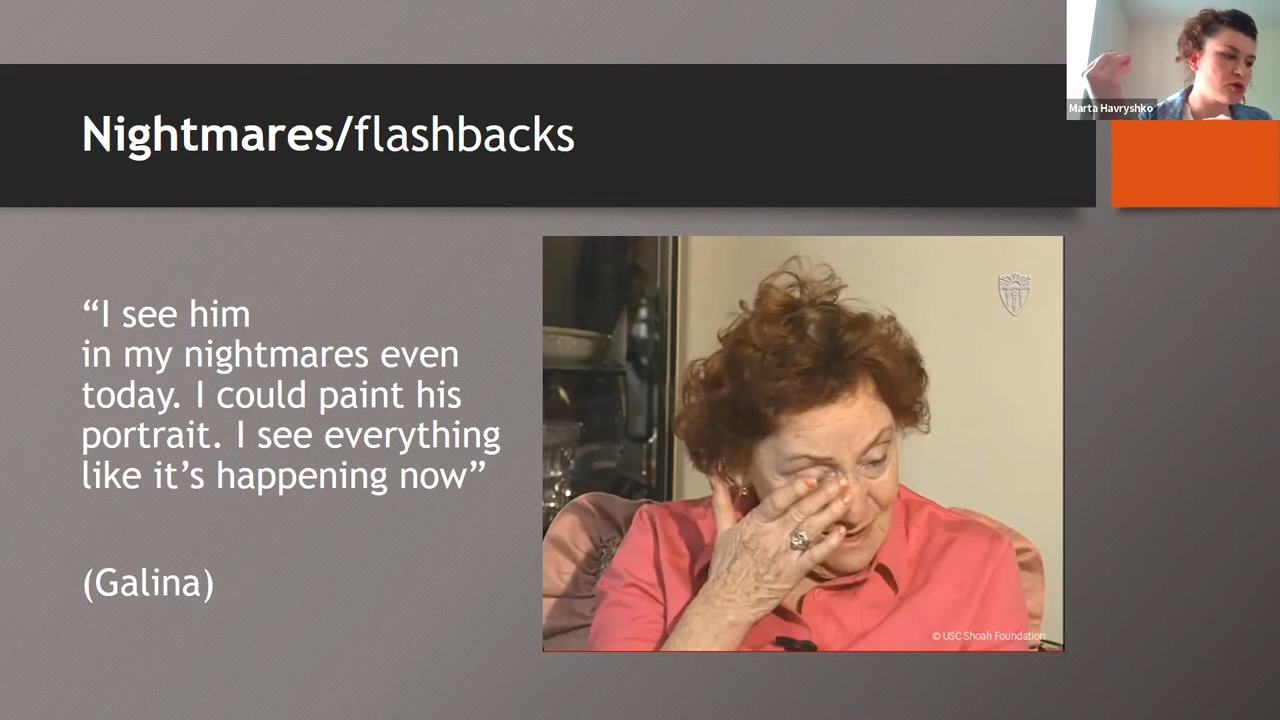 Marta Havryshko
Nightmares/flashbacks
“I see him
in my nightmares even
today. I could paint his
portrait. I see everything
like it’s happening now”
(Galina)
© USC Shoah Foundation